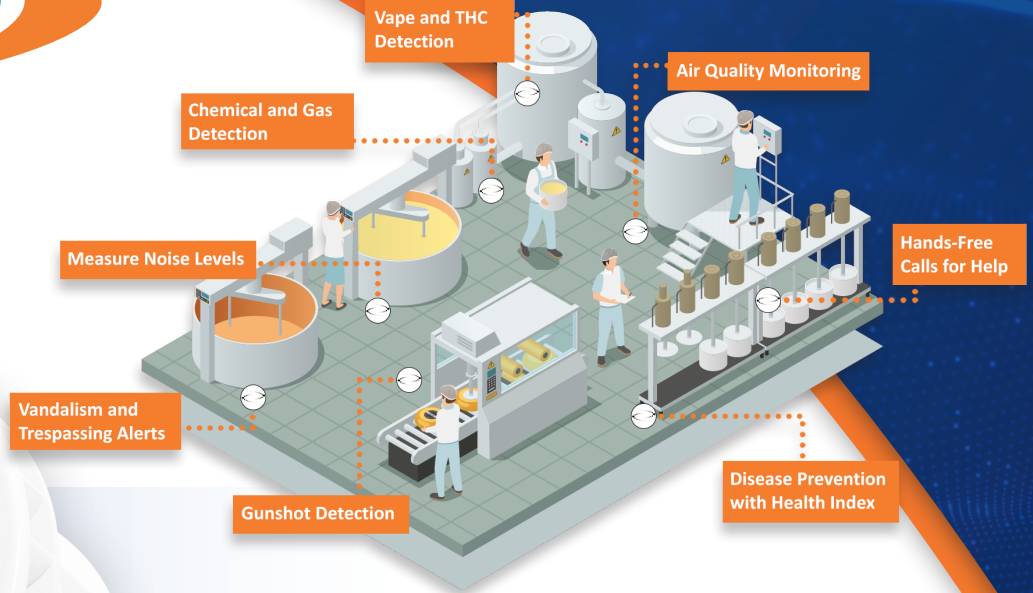 Vape and THC
Detection
Air Quality Monitoring
Chemical and Gas
Detection
Measure Noise Levels
Hands-Free
Calls for Help
Vandalism and
Trespassing Alerts
Gunshot Detection
Disease Prevention
with Health Index